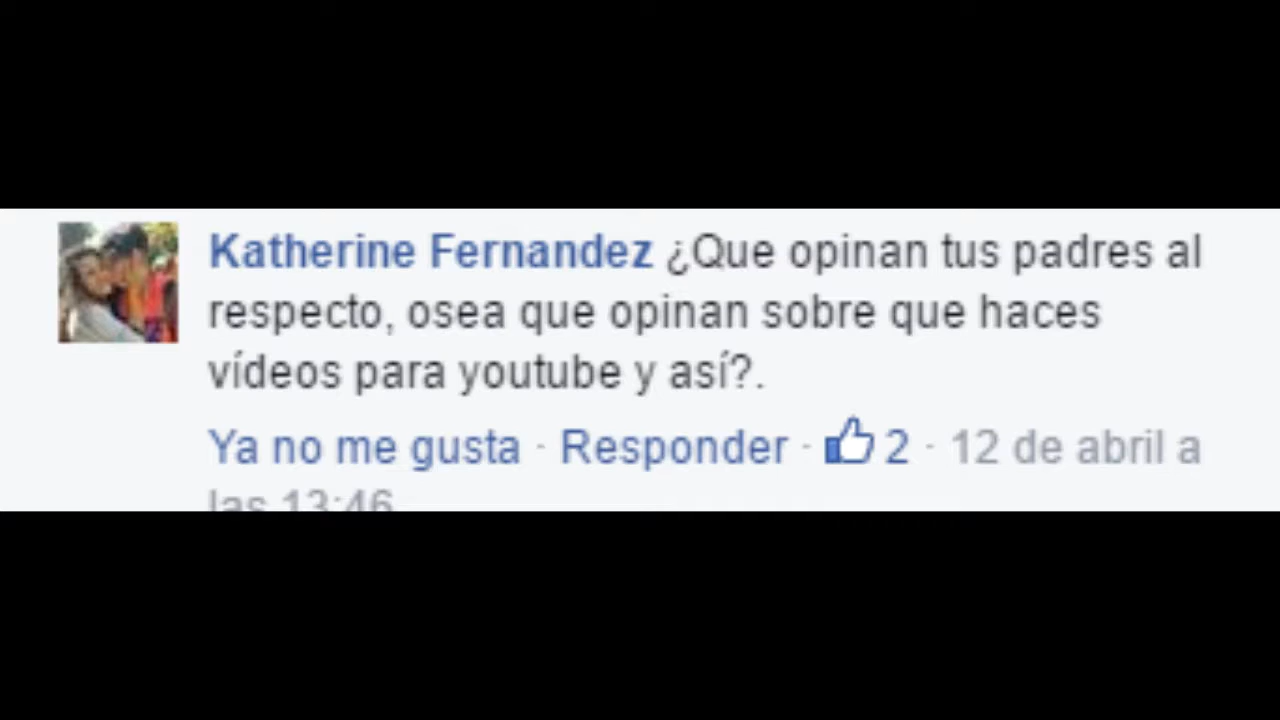 Katherine Fernandez ¿Que opinan tus padres al
respecto, osea que opinan sobre que haces
vídeos para youtube y así?.
Ya no me gusta · Responder · 2 · 12 de abril a
las 13:46